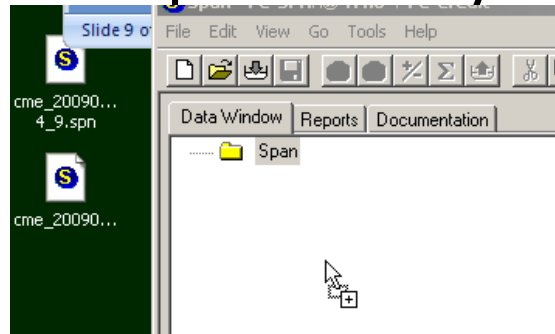 Slide 9 o
File Edit View Go Tools Help
cme_20090...
4_9.spn
Data Window Reports Documentation
Span
cme_20090...